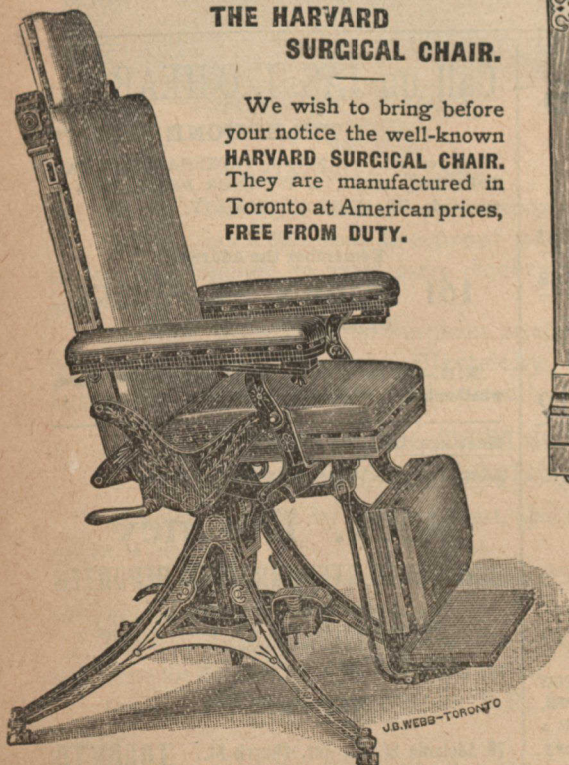 THE HARVARD
SURGICAL CHAIR.
We wish to bring before
your notice the well-known
HARVARD SURGICAL CHAIR.
They are manufactured in
Toronto at American prices,
FREE FROM DUTY.
J.B. WEBB-TORONTO